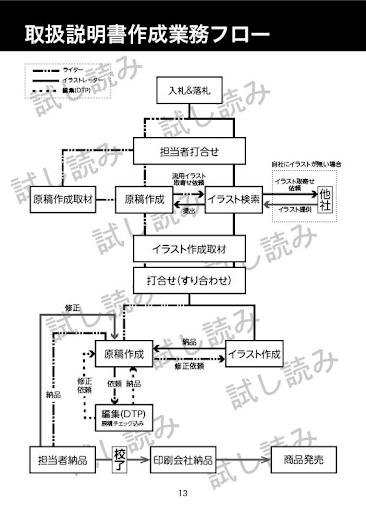 取扱説明書作成業務フロー
ライター
イラストレーター
編集(DTP)
入札&落札
担当者打合せ
自社にイラストが無い場合
流用イラスト
取寄せ依頼
イラスト取寄せ
依頼
原稿作成取材
原稿作成
イラスト検索
他社
提出
イラスト提供
イラスト作成取材
打合せ(すり合わせ)
修正
納品
原稿作成
イラスト作成
修正依頼
修正
依頼
依頼
納品
納品
編集(DTP)
原稿チェック込み
担当者納品
校了
印刷会社納品
商品発売
試し読み
試し読み
試し読み
試し読み
試し読み
試し読み
試し読み
試し読み
試し読み
試し読み
13